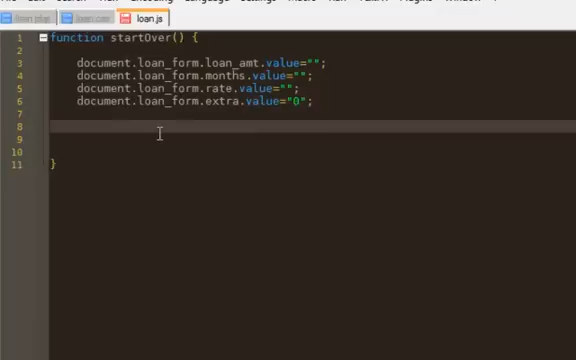 loan.js
1 function startOver() {
2
3 document.loan_form.loan_amt.value="";
4 document.loan_form.months.value="";
5 document.loan_form.rate.value="";
6 document.loan_form.extra.value="0";
7
8
9
10
11 }